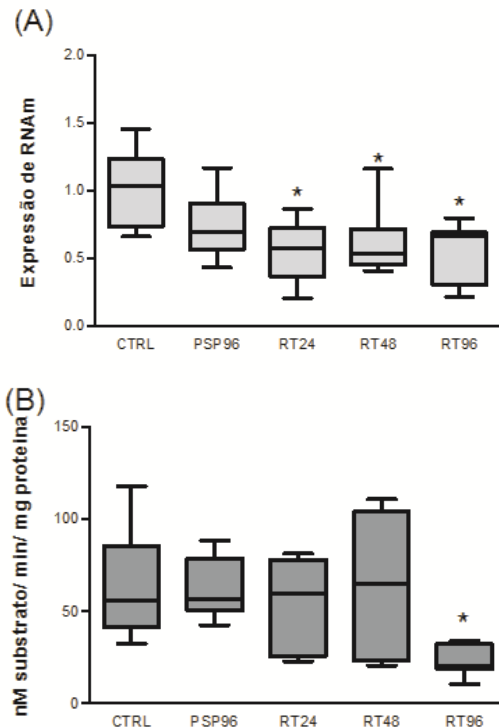 (A)
Expressão de RNAm
2.0
1.5
1.0
0.5
0.0
*
*
*
CTRL PSP96 RT24 RT48 RT96
(B)
nM substrato/ min/ mg proteina
150
100
50
0
*
CTRL PSP96 RT24 RT48 RT96